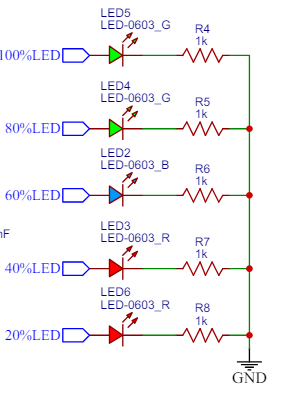 LED5
LED-0603_G
R4
1k
100%LED
LED4
LED-0603_G
R5
1k
80%LED
LED2
LED-0603_B
R6
1k
60%LED
nF
LED3
LED-0603_R
R7
1k
40%LED
LED6
LED-0603_R
R8
1k
20%LED
GND